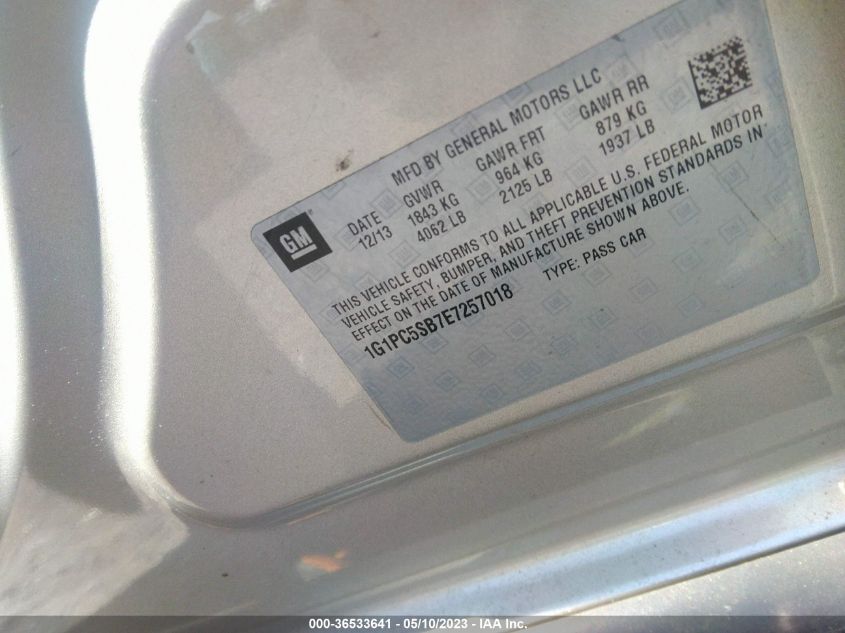 MFD BY GENERAL MOTORS LLC
DATE GVWR GAWR FRT GAWR RR
12/13 1843 KG 964 KG 879 KG
4062 LB 2125 LB 1937 LB
GM
THIS VEHICLE CONFORMS TO ALL APPLICABLE U.S. FEDERAL MOTOR
VEHICLE SAFETY, BUMPER, AND THEFT PREVENTION STANDARDS IN
EFFECT ON THE DATE OF MANUFACTURE SHOWN ABOVE.
1G1PC5SB7E7257018 TYPE: PASS CAR
000-36533641 - 05/10/2023 - IAA Inc.